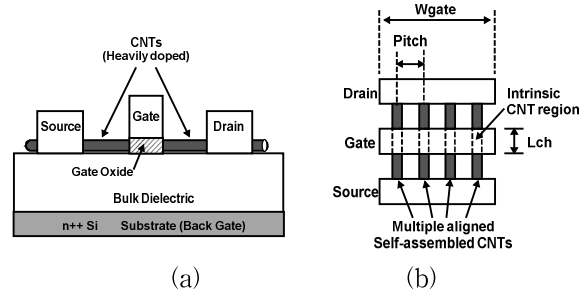 CNTs
(Heavily doped)
Source
Gate
Drain
Gate Oxide
Bulk Dielectric
n++ Si Substrate (Back Gate)
(a)
Wgate
Pitch
Drain
Intrinsic
CNT region
Gate
Lch
Source
Multiple aligned
Self-assembled CNTs
(b)